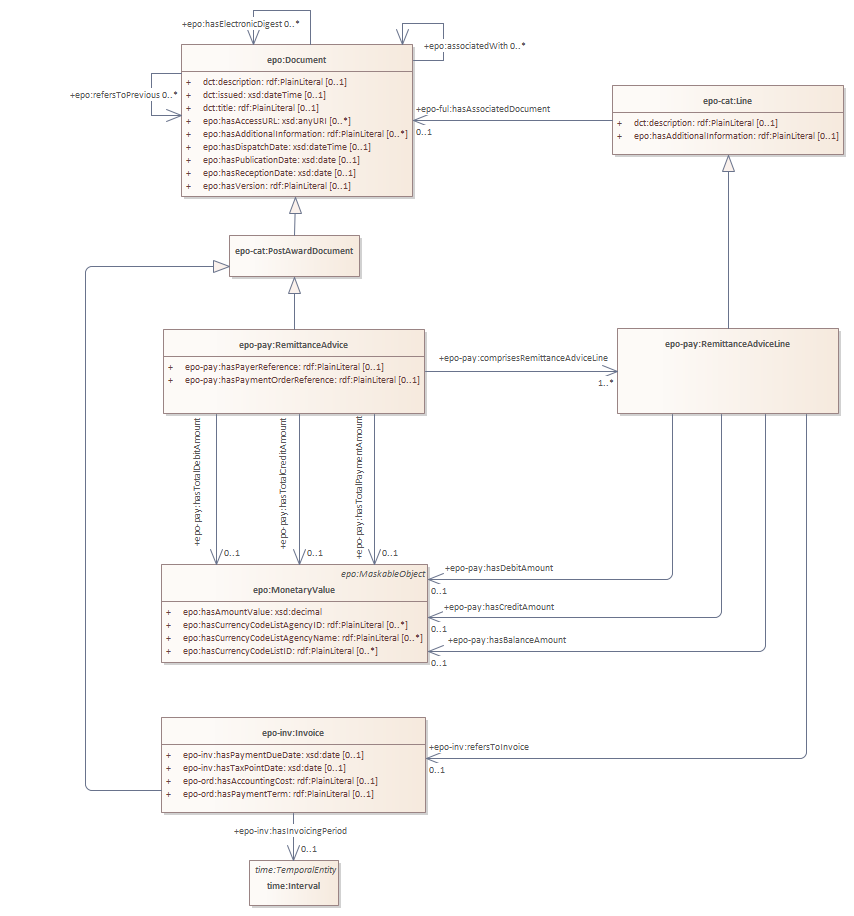 +epo:hasElectronicDigest 0..*
+epo:associatedWith 0..*
epo:Document
+ dct:description: rdf:PlainLiteral [0..1]
+ dct:issued: xsd:dateTime [0..1]
+ dct:title: rdf:PlainLiteral [0..1]
+ epo:hasAccessURL: xsd:anyURI [0..*]
+ epo:hasAdditionalInformation: rdf:PlainLiteral [0..*]
+ epo:hasDispatchDate: xsd:dateTime [0..1]
+ epo:hasPublicationDate: xsd:date [0..1]
+ epo:hasReceptionDate: xsd:date [0..1]
+ epo:hasVersion: rdf:PlainLiteral [0..1]
+epo:refersToPrevious 0..*
+epo-ful:hasAssociatedDocument
0..1
epo-cat:Line
+ dct:description: rdf:PlainLiteral [0..1]
+ epo:hasAdditionalInformation: rdf:PlainLiteral [0..1]
epo-cat:PostAwardDocument
epo-pay:RemittanceAdvice
+ epo-pay:hasPayerReference: rdf:PlainLiteral [0..1]
+ epo-pay:hasPaymentOrderReference: rdf:PlainLiteral [0..1]
+epo-pay:comprisesRemittanceAdviceLine
1..*
epo-pay:RemittanceAdviceLine
+epo-pay:hasTotalDebitAmount
0..1
+epo-pay:hasTotalCreditAmount
0..1
+epo-pay:hasTotalPaymentAmount
0..1
epo:MaskableObject
epo:MonetaryValue
+ epo:hasAmountValue: xsd:decimal
+ epo:hasCurrencyCodeListAgencyID: rdf:PlainLiteral [0..*]
+ epo:hasCurrencyCodeListAgencyName: rdf:PlainLiteral [0..*]
+ epo:hasCurrencyCodeListID: rdf:PlainLiteral [0..*]
+epo-pay:hasDebitAmount
0..1
+epo-pay:hasCreditAmount
0..1
+epo-pay:hasBalanceAmount
0..1
epo-inv:Invoice
+ epo-inv:hasPaymentDueDate: xsd:date [0..1]
+ epo-inv:hasTaxPointDate: xsd:date [0..1]
+ epo-ord:hasAccountingCost: rdf:PlainLiteral [0..1]
+ epo-ord:hasPaymentTerm: rdf:PlainLiteral [0..1]
+epo-inv:refersToInvoice
0..1
+epo-inv:hasInvoicingPeriod
0..1
time:TemporalEntity
time:Interval